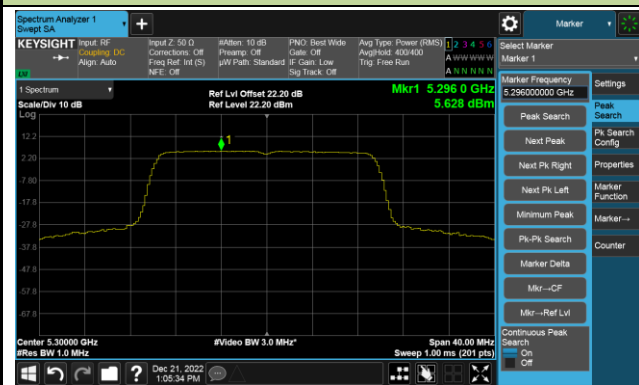 Spectrum Analyzer 1
Swept SA
+
Marker
KEYSIGHT
Input: RF
Coupling: DC
Align: Auto
Input Z: 50 Ω
Corrections: Off
Freq Ref: Int (S)
NFE: Off
#Atten: 10 dB
Preamp: Off
µW Path: Standard
PNO: Best Wide
Gate: Off
IF Gain: Low
Sig Track: Off
Avg Type: Power (RMS)
Avg|Hold: 400/400
Trig: Free Run
1 2 3 4 5 6
A W W W W W
A N N N N N
LXI
Select Marker
Marker 1
1 Spectrum
Scale/Div 10 dB
Log
Ref Lvl Offset 22.20 dB
Ref Level 22.20 dBm
Mkr1 5.296 0 GHz
5.628 dBm
1
12.2
2.20
-7.80
-17.8
-27.8
-37.8
-47.8
-57.8
-67.8
Center 5.30000 GHz
#Res BW 1.0 MHz
#Video BW 3.0 MHz*
Span 40.00 MHz
Sweep 1.00 ms (201 pts)
Marker Frequency
5.296000000 GHz
Peak Search
Next Peak
Next Pk Right
Next Pk Left
Minimum Peak
Pk-Pk Search
Marker Delta
Mkr→CF
Mkr→Ref Lvl
Continuous Peak
Search
On
Off
Settings
Peak
Search
Pk Search
Config
Properties
Marker
Function
Marker→
Counter
?
Dec 21, 2022
1:05:34 PM